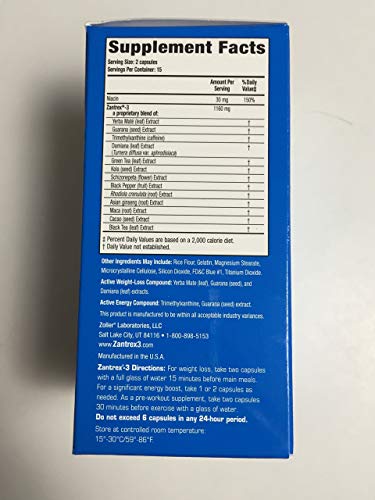 Supplement Facts
Serving Size: 2 capsules
Servings Per Container: 15
Amount Per Serving %Daily Value‡
Niacin 30 mg 150%
Zantrex®-3 1160 mg
a proprietary blend of:
Yerba Maté (leaf) Extract †
Guarana (seed) Extract †
Trimethylxanthine (caffeine) †
Damiana (leaf) Extract †
(Turnera diffusa var. aphrodisiaca)
Green Tea (leaf) Extract †
Kola (seed) Extract †
Schizonepeta (flower) Extract †
Black Pepper (fruit) Extract †
Rhodiola crenulata (root) Extract †
Asian ginseng (root) Extract †
Maca (root) Extract †
Cacao (seed) Extract †
Black Tea (leaf) Extract †
‡ Percent Daily Values are based on a 2,000 calorie diet.
† Daily Value not established.
Other Ingredients May Include: Rice Flour, Gelatin, Magnesium Stearate,
Microcrystalline Cellulose, Silicon Dioxide, FD&C Blue #1, Titanium Dioxide.
Active Weight-Loss Compound: Yerba Maté (leaf), Guarana (seed), and
Damiana (leaf) extracts.
Active Energy Compound: Trimethylxanthine, Guarana (seed) extract.
This product is manufactured to be within all acceptable industry variances.
Zoller® Laboratories, LLC
Salt Lake City, UT 84116 • 1-800-898-5153
www.Zantrex3.com
Manufactured in the U.S.A.
Zantrex®-3 Directions: For weight loss, take two capsules
with a full glass of water 15 minutes before main meals.
For a significant energy boost, take 1 or 2 capsules as
needed. As a pre-workout supplement, take two capsules
30 minutes before exercise with a glass of water.
Do not exceed 6 capsules in any 24-hour period.
Store at controlled room temperature:
15°-30°C/59°-86°F